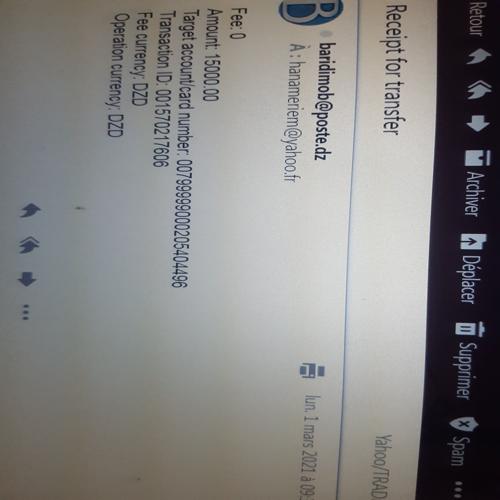 Retour Archiver Déplacer Supprimer Spam
Receipt for transfer
Yahoo/TRAD
B
baridimob@poste.dz
lun. 1 mars 2021 à 09:
À : hanameriem@yahoo.fr
Fee: 0
Amount: 15000.00
Target account/card number: 00799999000205404496
Transaction ID: 001570217606
Fee currency: DZD
Operation currency: DZD